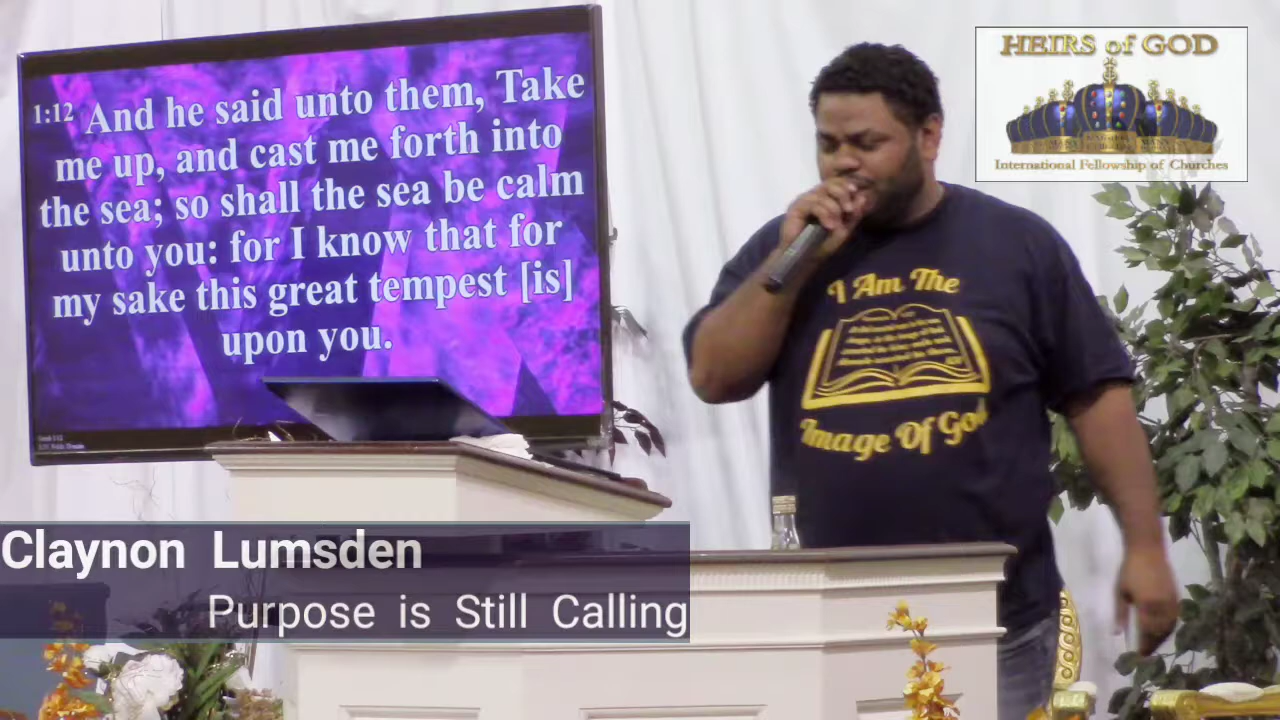 1:12 And he said unto them, Take
me up, and cast me forth into
the sea; so shall the sea be calm
unto you: for I know that for
my sake this great tempest [is]
upon you.
HEIRS of GOD
International Fellowship of Churches
I Am The
Image Of God
Claynon Lumsden
Purpose is Still Calling